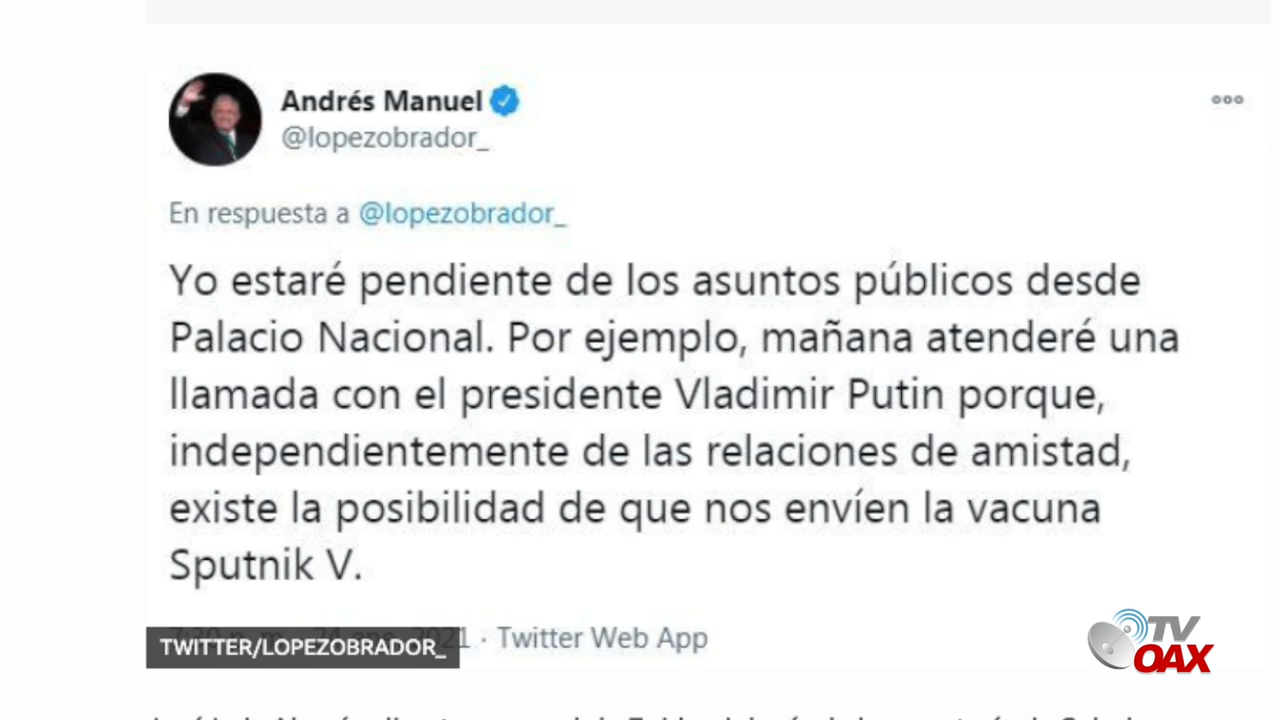 Andrés Manuel
@lopezobrador_
En respuesta a @lopezobrador_
Yo estaré pendiente de los asuntos públicos desde
Palacio Nacional. Por ejemplo, mañana atenderé una
llamada con el presidente Vladimir Putin porque,
independientemente de las relaciones de amistad,
existe la posibilidad de que nos envíen la vacuna
Sputnik V.
2021 · Twitter Web App
TWITTER/LOPEZOBRADOR_
TV
OAX